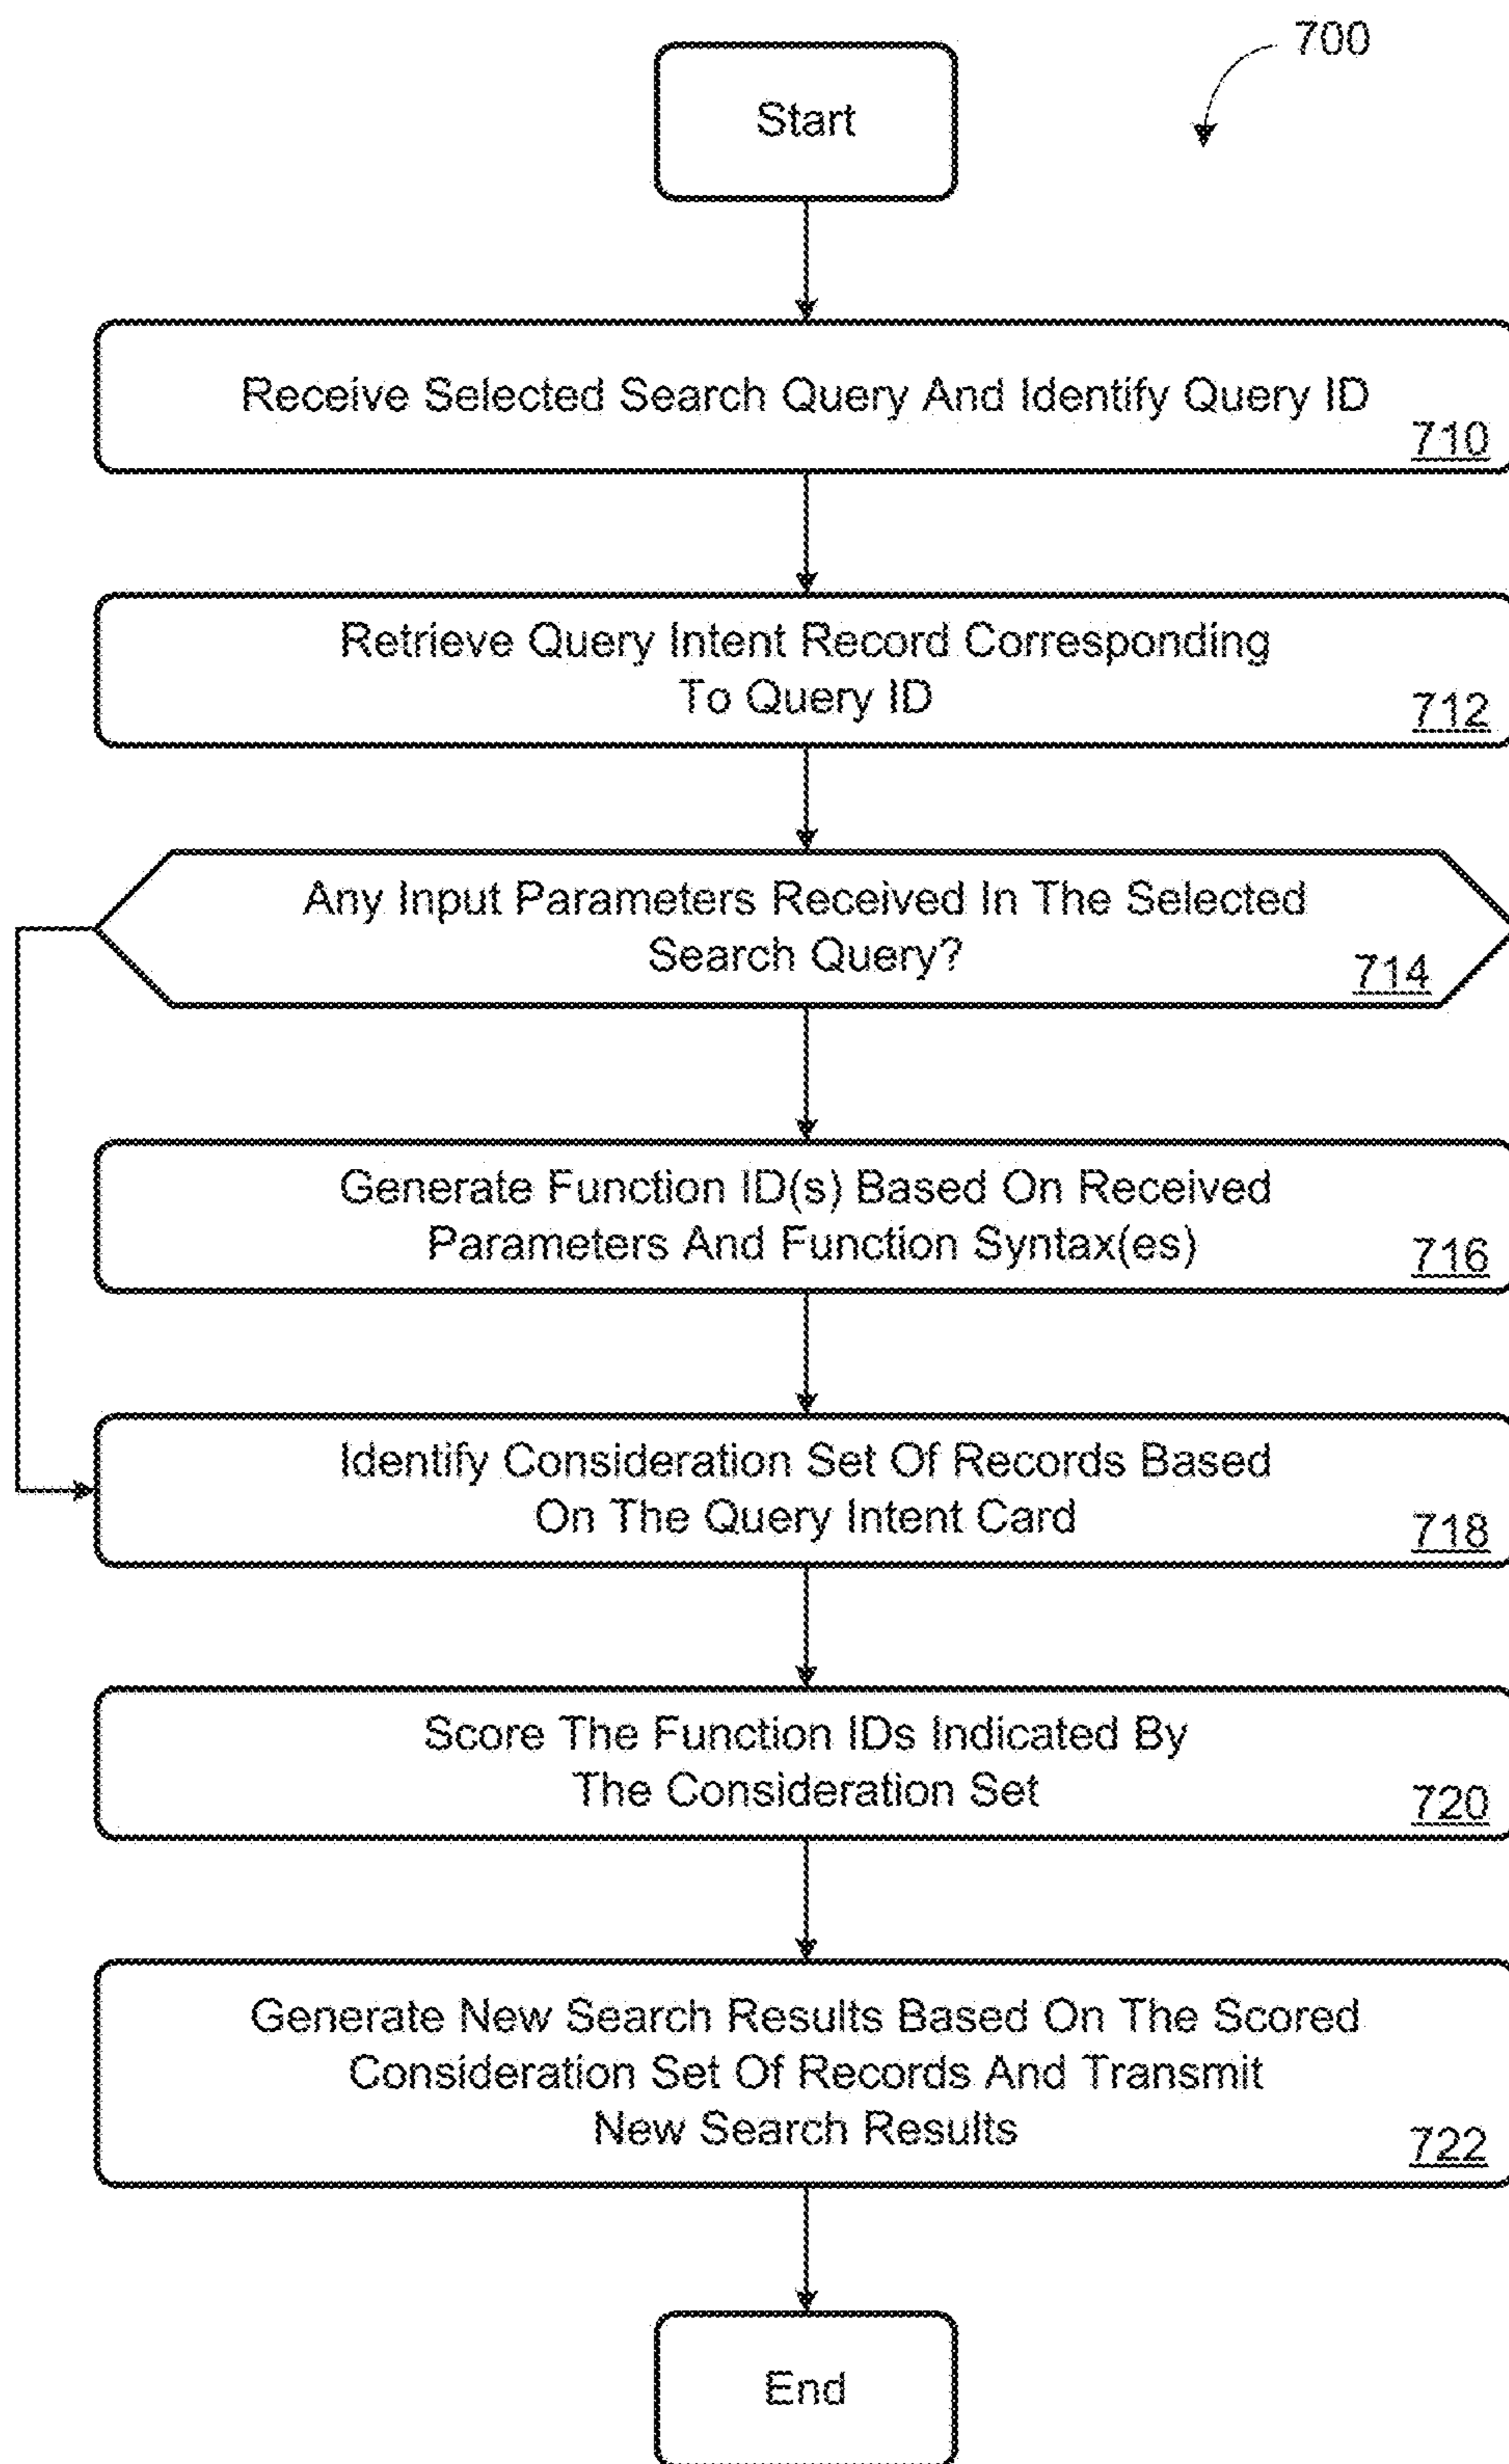 700
Start
Receive Selected Search Query And Identify Query ID
710
Retrieve Query Intent Record Corresponding
To Query ID
712
Any Input Parameters Received In The Selected
Search Query?
714
Generate Function ID(s) Based On Received
Parameters And Function Syntax(es)
716
Identify Consideration Set Of Records Based
On The Query Intent Card
718
Score The Function IDs Indicated By
The Consideration Set
720
Generate New Search Results Based On The Scored
Consideration Set Of Records And Transmit
New Search Results
722
End